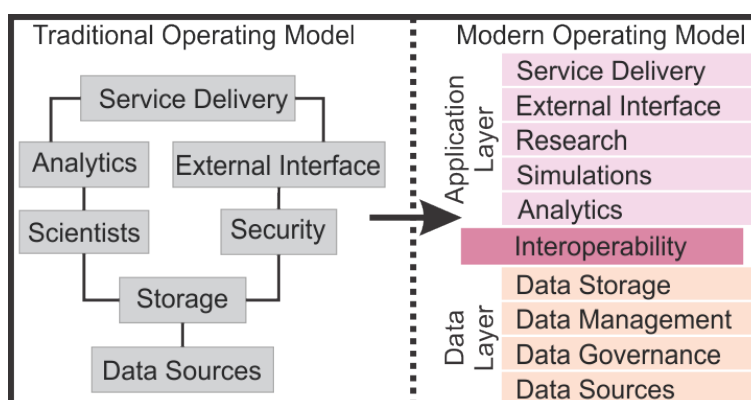 Traditional Operating Model
Service Delivery
Analytics
External Interface
Scientists
Security
Storage
Data Sources
Modern Operating Model
Application
Layer
Service Delivery
External Interface
Research
Simulations
Analytics
Interoperability
Data
Layer
Data Storage
Data Management
Data Governance
Data Sources